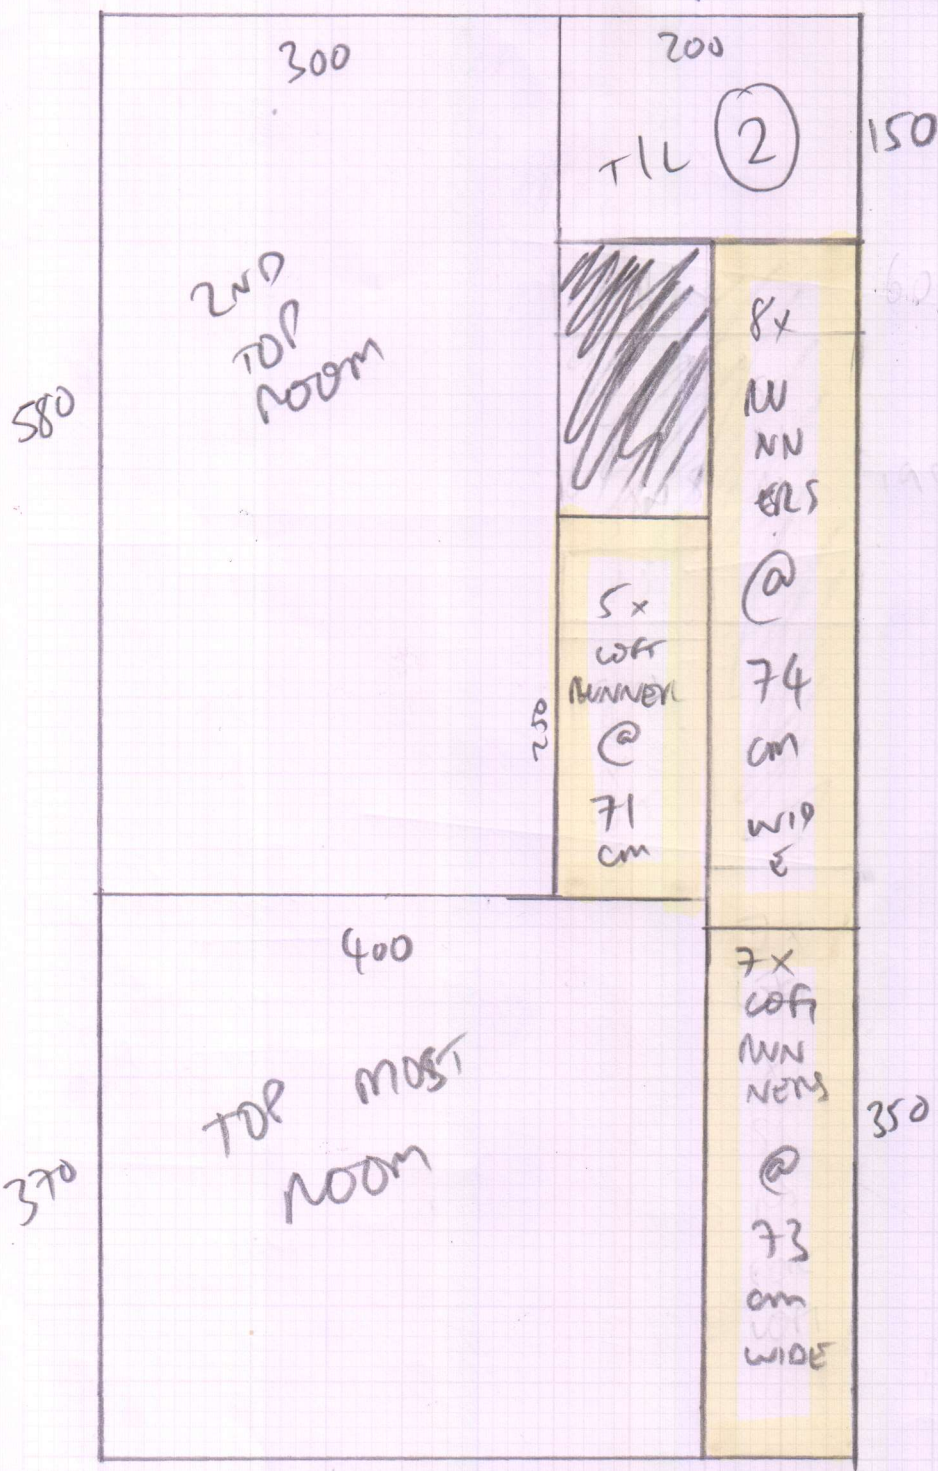 300
200
T/L 2
150
2ND
TOP
ROOM
580
8x
RU
NN
ERS
@
74
cm
WID
E
5x
LOFT
RUNNER
@
71
cm
250
400
TOP MOST
ROOM
370
7x
LOFT
RUN
NERS
@
73
cm
WIDE
350